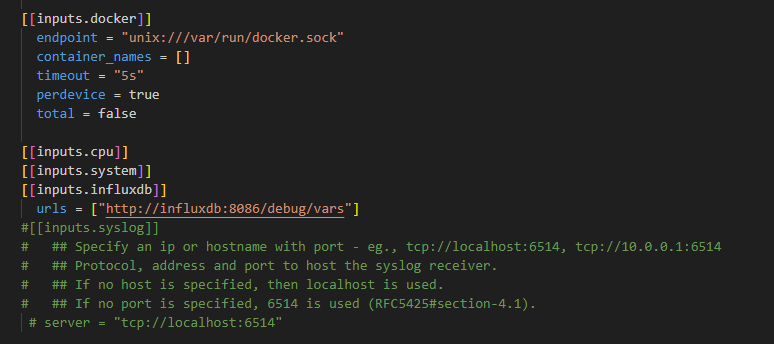 [[inputs.docker]]
  endpoint = "unix:///var/run/docker.sock"
  container_names = []
  timeout = "5s"
  perdevice = true
  total = false

[[inputs.cpu]]
[[inputs.system]]
[[inputs.influxdb]]
  urls = ["http://influxdb:8086/debug/vars"]
#[[inputs.syslog]]
#   ## Specify an ip or hostname with port - eg., tcp://localhost:6514, tcp://10.0.0.1:6514
#   ## Protocol, address and port to host the syslog receiver.
#   ## If no host is specified, then localhost is used.
#   ## If no port is specified, 6514 is used (RFC5425#section-4.1).
 # server = "tcp://localhost:6514"